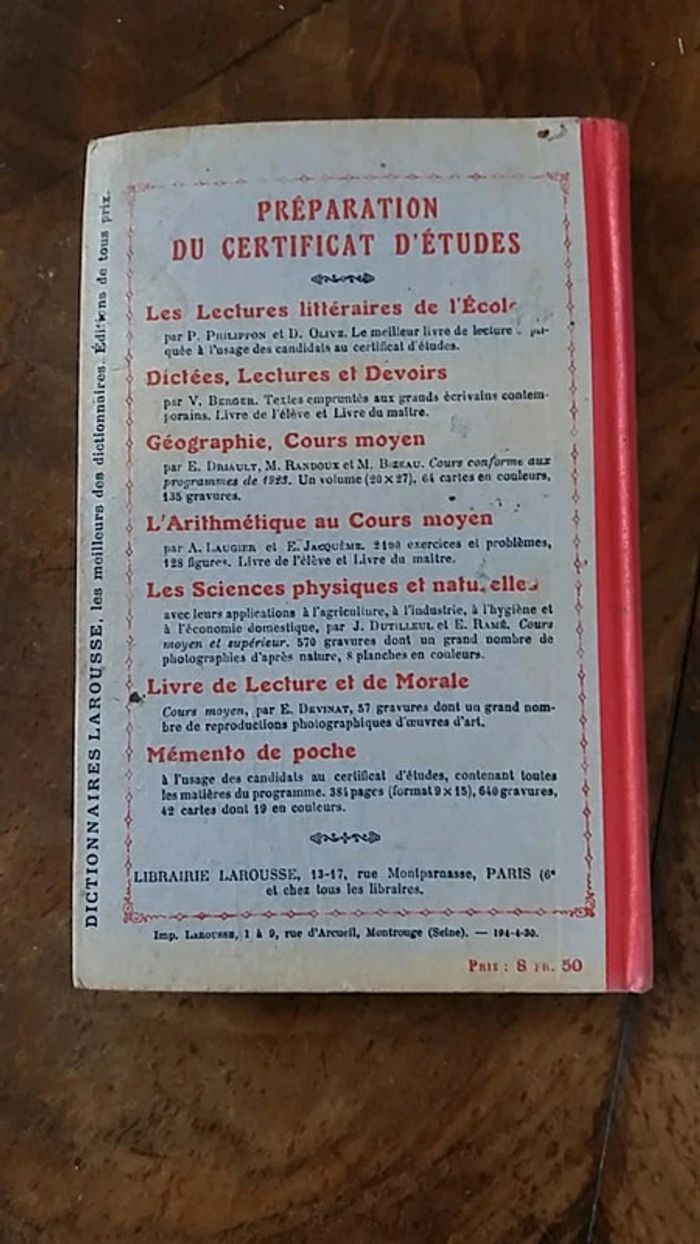 PRÉPARATION
DU CERTIFICAT D'ÉTUDES
Les Lectures littéraires de l'École
par P. PHILIPPON et D. OLIVE. Le meilleur livre de lecture
quée à l'usage des candidats au certificat d'études.
Dictées, Lectures et Devoirs
par V. BERGER. Textes empruntés aux grands écrivains contem-
porains. Livre de l'élève et Livre du maître.
Géographie, Cours moyen
par E. DRIAULT, M. RANDOUX et M. BIZEAU. Cours conforme aux
programmes de 1923. Un volume (20×27), 64 cartes en couleurs,
135 gravures.
L'Arithmétique au Cours moyen
par A. LAUGIER et E. JACQUÊME. 2100 exercices et problèmes,
128 figures. Livre de l'élève et Livre du maître.
Les Sciences physiques et naturelles
avec leurs applications à l'agriculture, à l'industrie, à l'hygiène et
à l'économie domestique, par J. DUTILLEUL et E. RAMÉ. Cours
moyen et supérieur. 570 gravures dont un grand nombre de
photographies d'après nature, 8 planches en couleurs.
Livre de Lecture et de Morale
Cours moyen, par E. DEVINAT, 57 gravures dont un grand nom-
bre de reproductions photographiques d'œuvres d'art.
Mémento de poche
à l'usage des candidats au certificat d'études, contenant toutes
les matières du programme. 384 pages (format 9×15), 640 gravures,
42 cartes dont 19 en couleurs.
LIBRAIRIE LAROUSSE, 13-17, rue Montparnasse, PARIS (6e
et chez tous les libraires.
Imp. LAROUSSE, 1 à 9, rue d'Arcueil, Montrouge (Seine). — 194-4-30.
PRIX : 8 FR. 50
DICTIONNAIRES LAROUSSE, les meilleurs des dictionnaires. Éditions de tous prix.